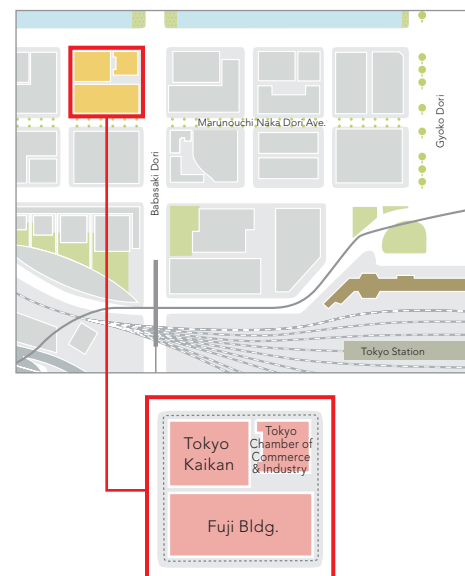 Marunouchi Naka Dori Ave.
Gyoko Dori
Babasaki Dori
Tokyo Station
Tokyo
Kaikan
Tokyo
Chamber of
Commerce
& Industry
Fuji Bldg.